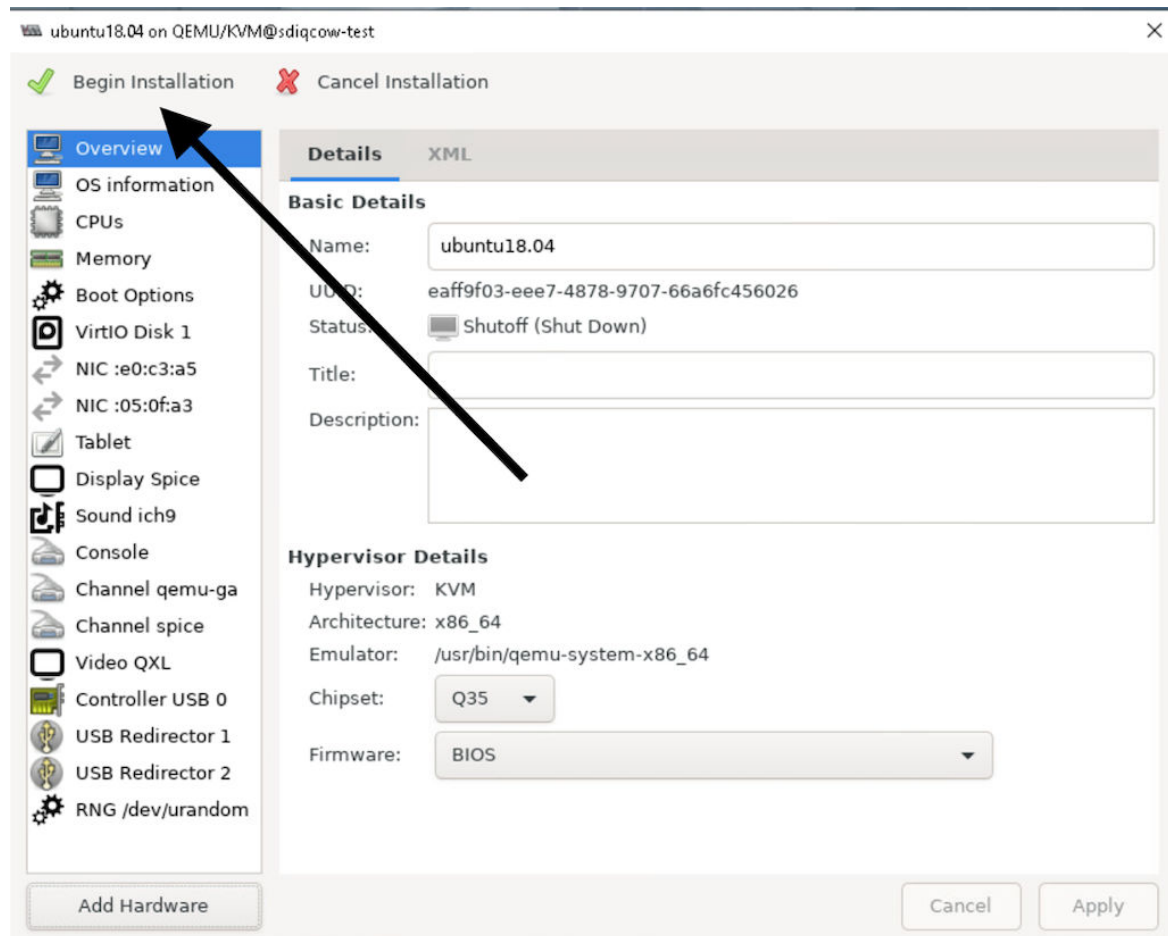 ubuntu18.04 on QEMU/KVM@sdiqcow-test
Begin Installation
Cancel Installation
Overview
OS information
CPUs
Memory
Boot Options
VirtIO Disk 1
NIC :e0:c3:a5
NIC :05:0f:a3
Tablet
Display Spice
Sound ich9
Console
Channel qemu-ga
Channel spice
Video QXL
Controller USB 0
USB Redirector 1
USB Redirector 2
RNG /dev/urandom
Add Hardware
Details XML
Basic Details
Name: ubuntu18.04
UUID: eaff9f03-eee7-4878-9707-66a6fc456026
Status: Shutoff (Shut Down)
Title:
Description:
Hypervisor Details
Hypervisor: KVM
Architecture: x86_64
Emulator: /usr/bin/qemu-system-x86_64
Chipset: Q35
Firmware: BIOS
Cancel Apply